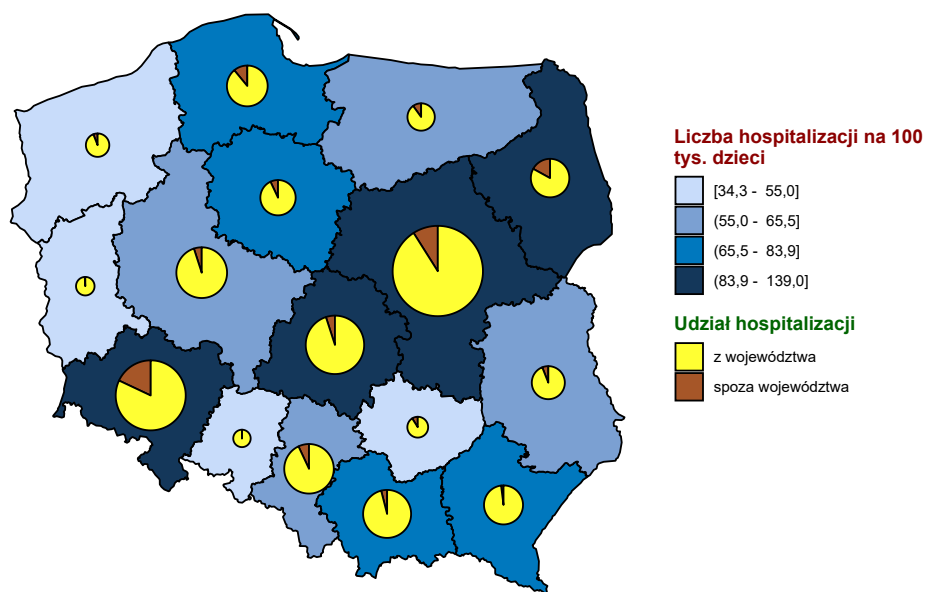 Liczba hospitalizacji na 100
tys. dzieci
[34,3 - 55,0]
(55,0 - 65,5]
(65,5 - 83,9]
(83,9 - 139,0]
Udział hospitalizacji
z województwa
spoza województwa